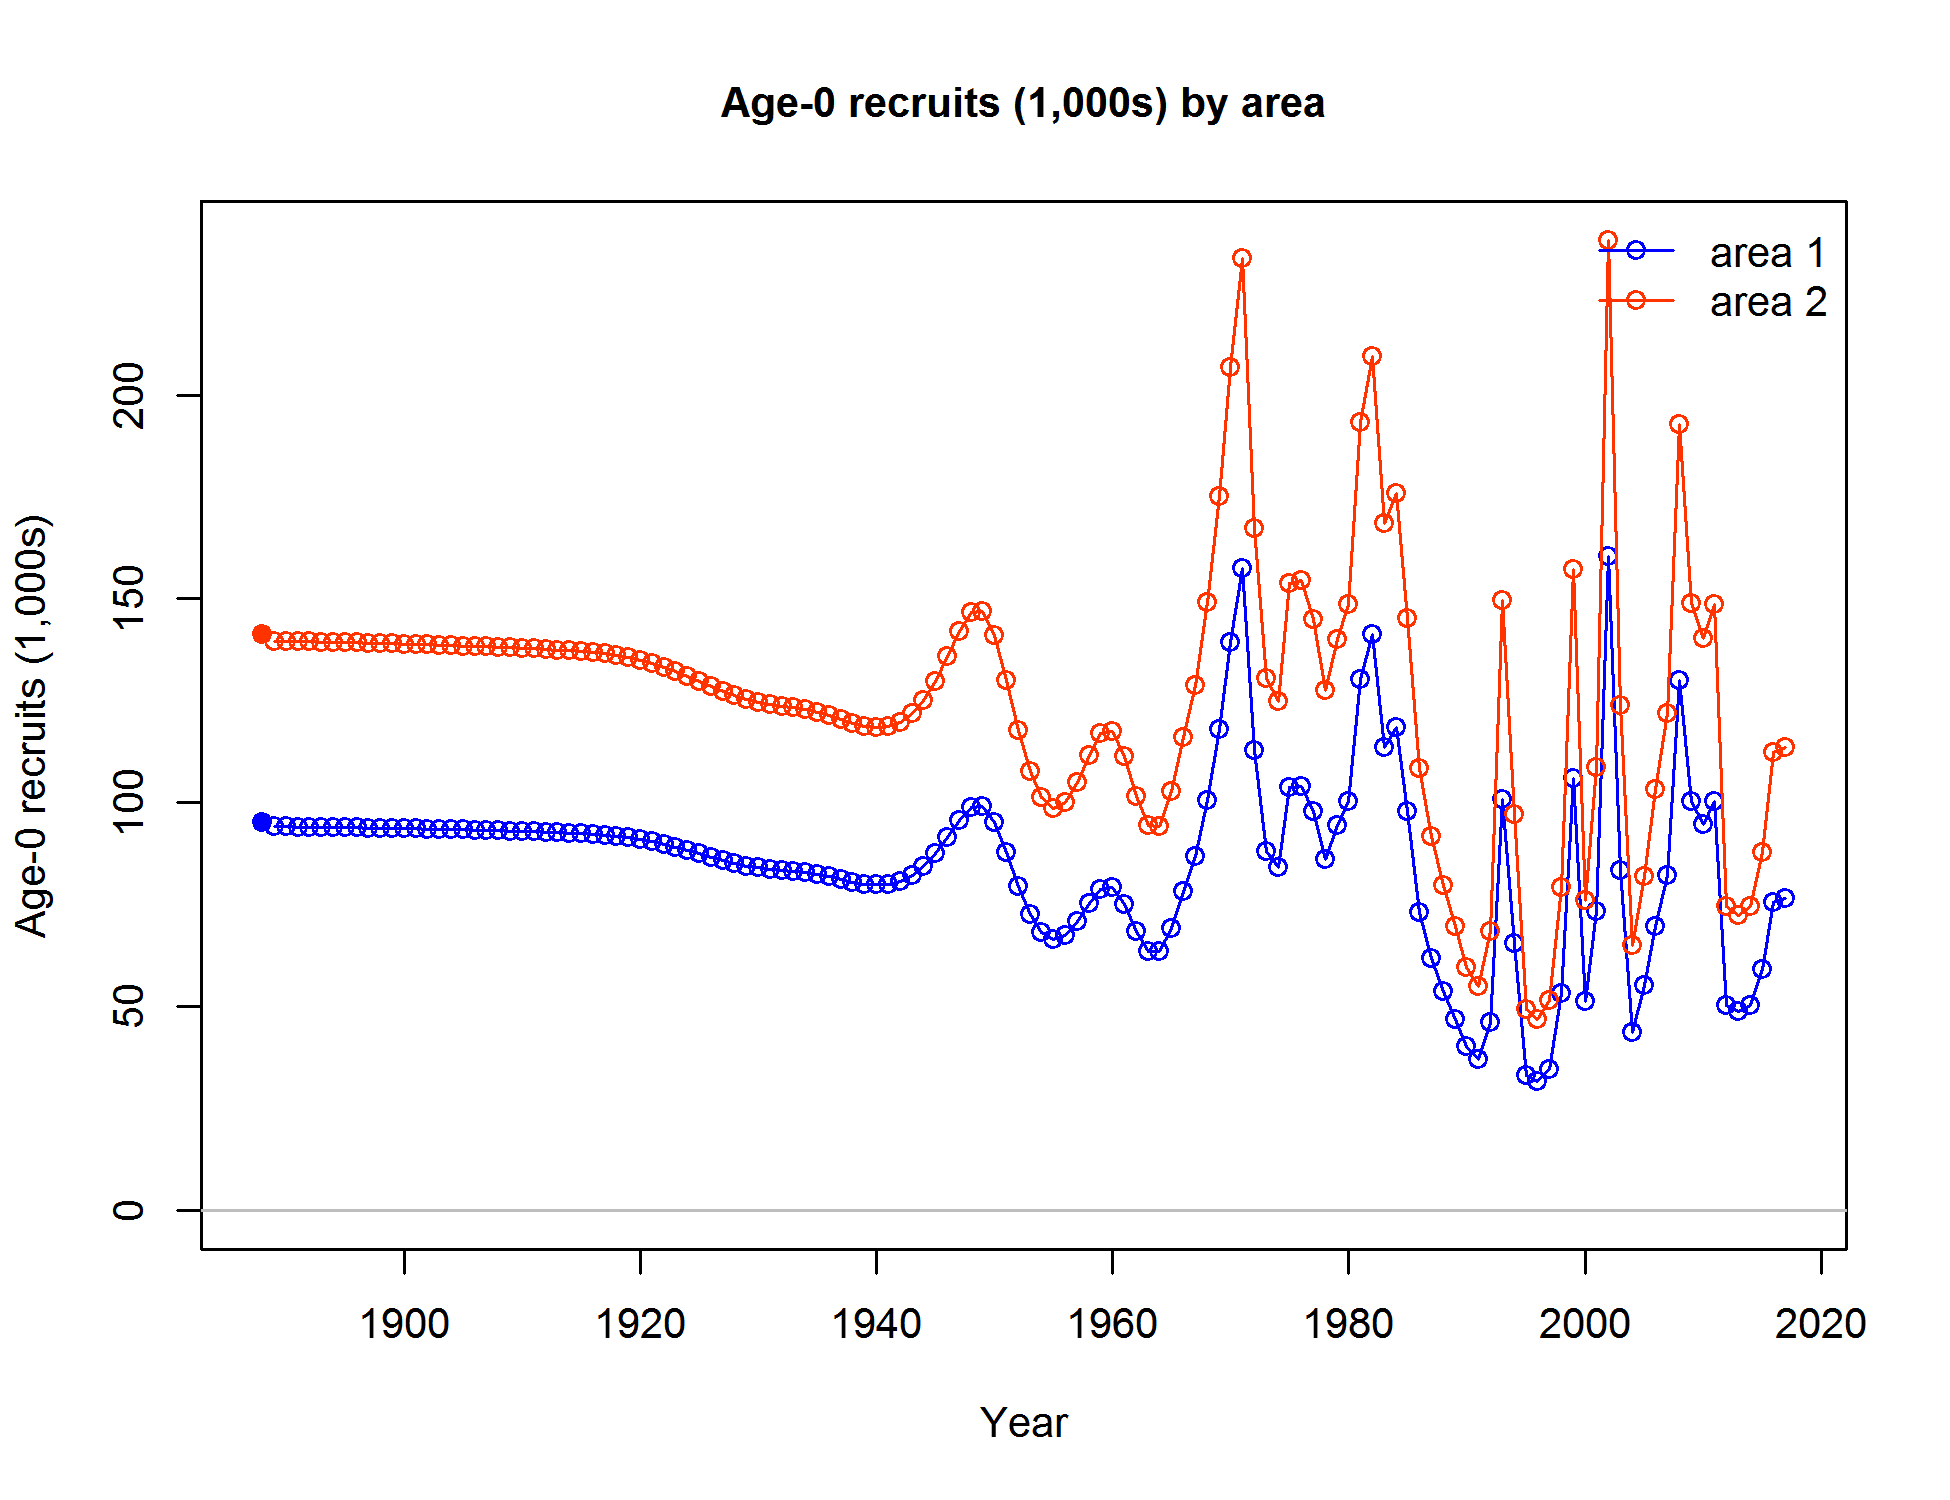 Age-0 recruits (1,000s) by area
area 1
area 2
Age-0 recruits (1,000s)
200
150
100
50
0
1900 1920 1940 1960 1980 2000 2020
Year